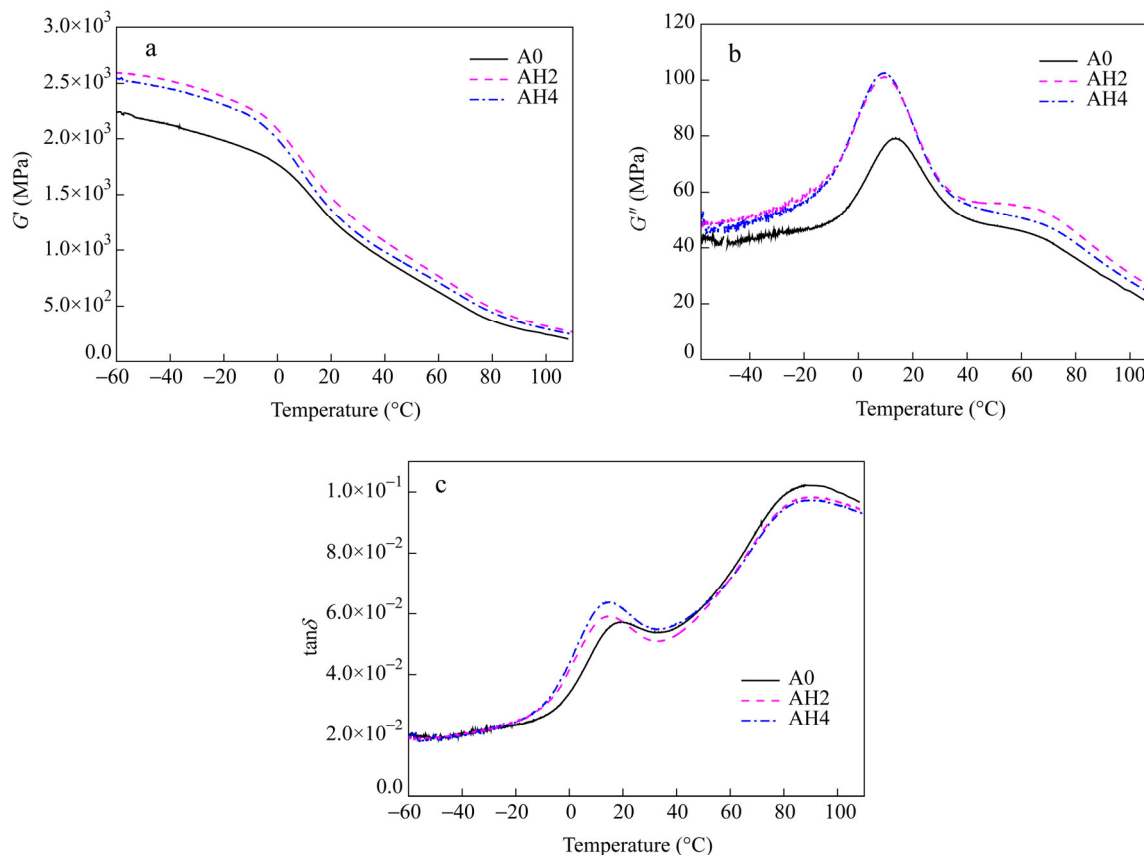 a
3.0×10³
2.5×10³
2.0×10³
1.5×10³
1.0×10³
5.0×10²
0.0
G′ (MPa)
A0
AH2
AH4
−60 −40 −20 0 20 40 60 80 100
Temperature (°C)
b
120
100
80
60
40
20
0
G″ (MPa)
A0
AH2
AH4
−40 −20 0 20 40 60 80 100
Temperature (°C)
c
1.0×10⁻¹
8.0×10⁻²
6.0×10⁻²
4.0×10⁻²
2.0×10⁻²
0.0
tanδ
A0
AH2
AH4
−60 −40 −20 0 20 40 60 80 100
Temperature (°C)